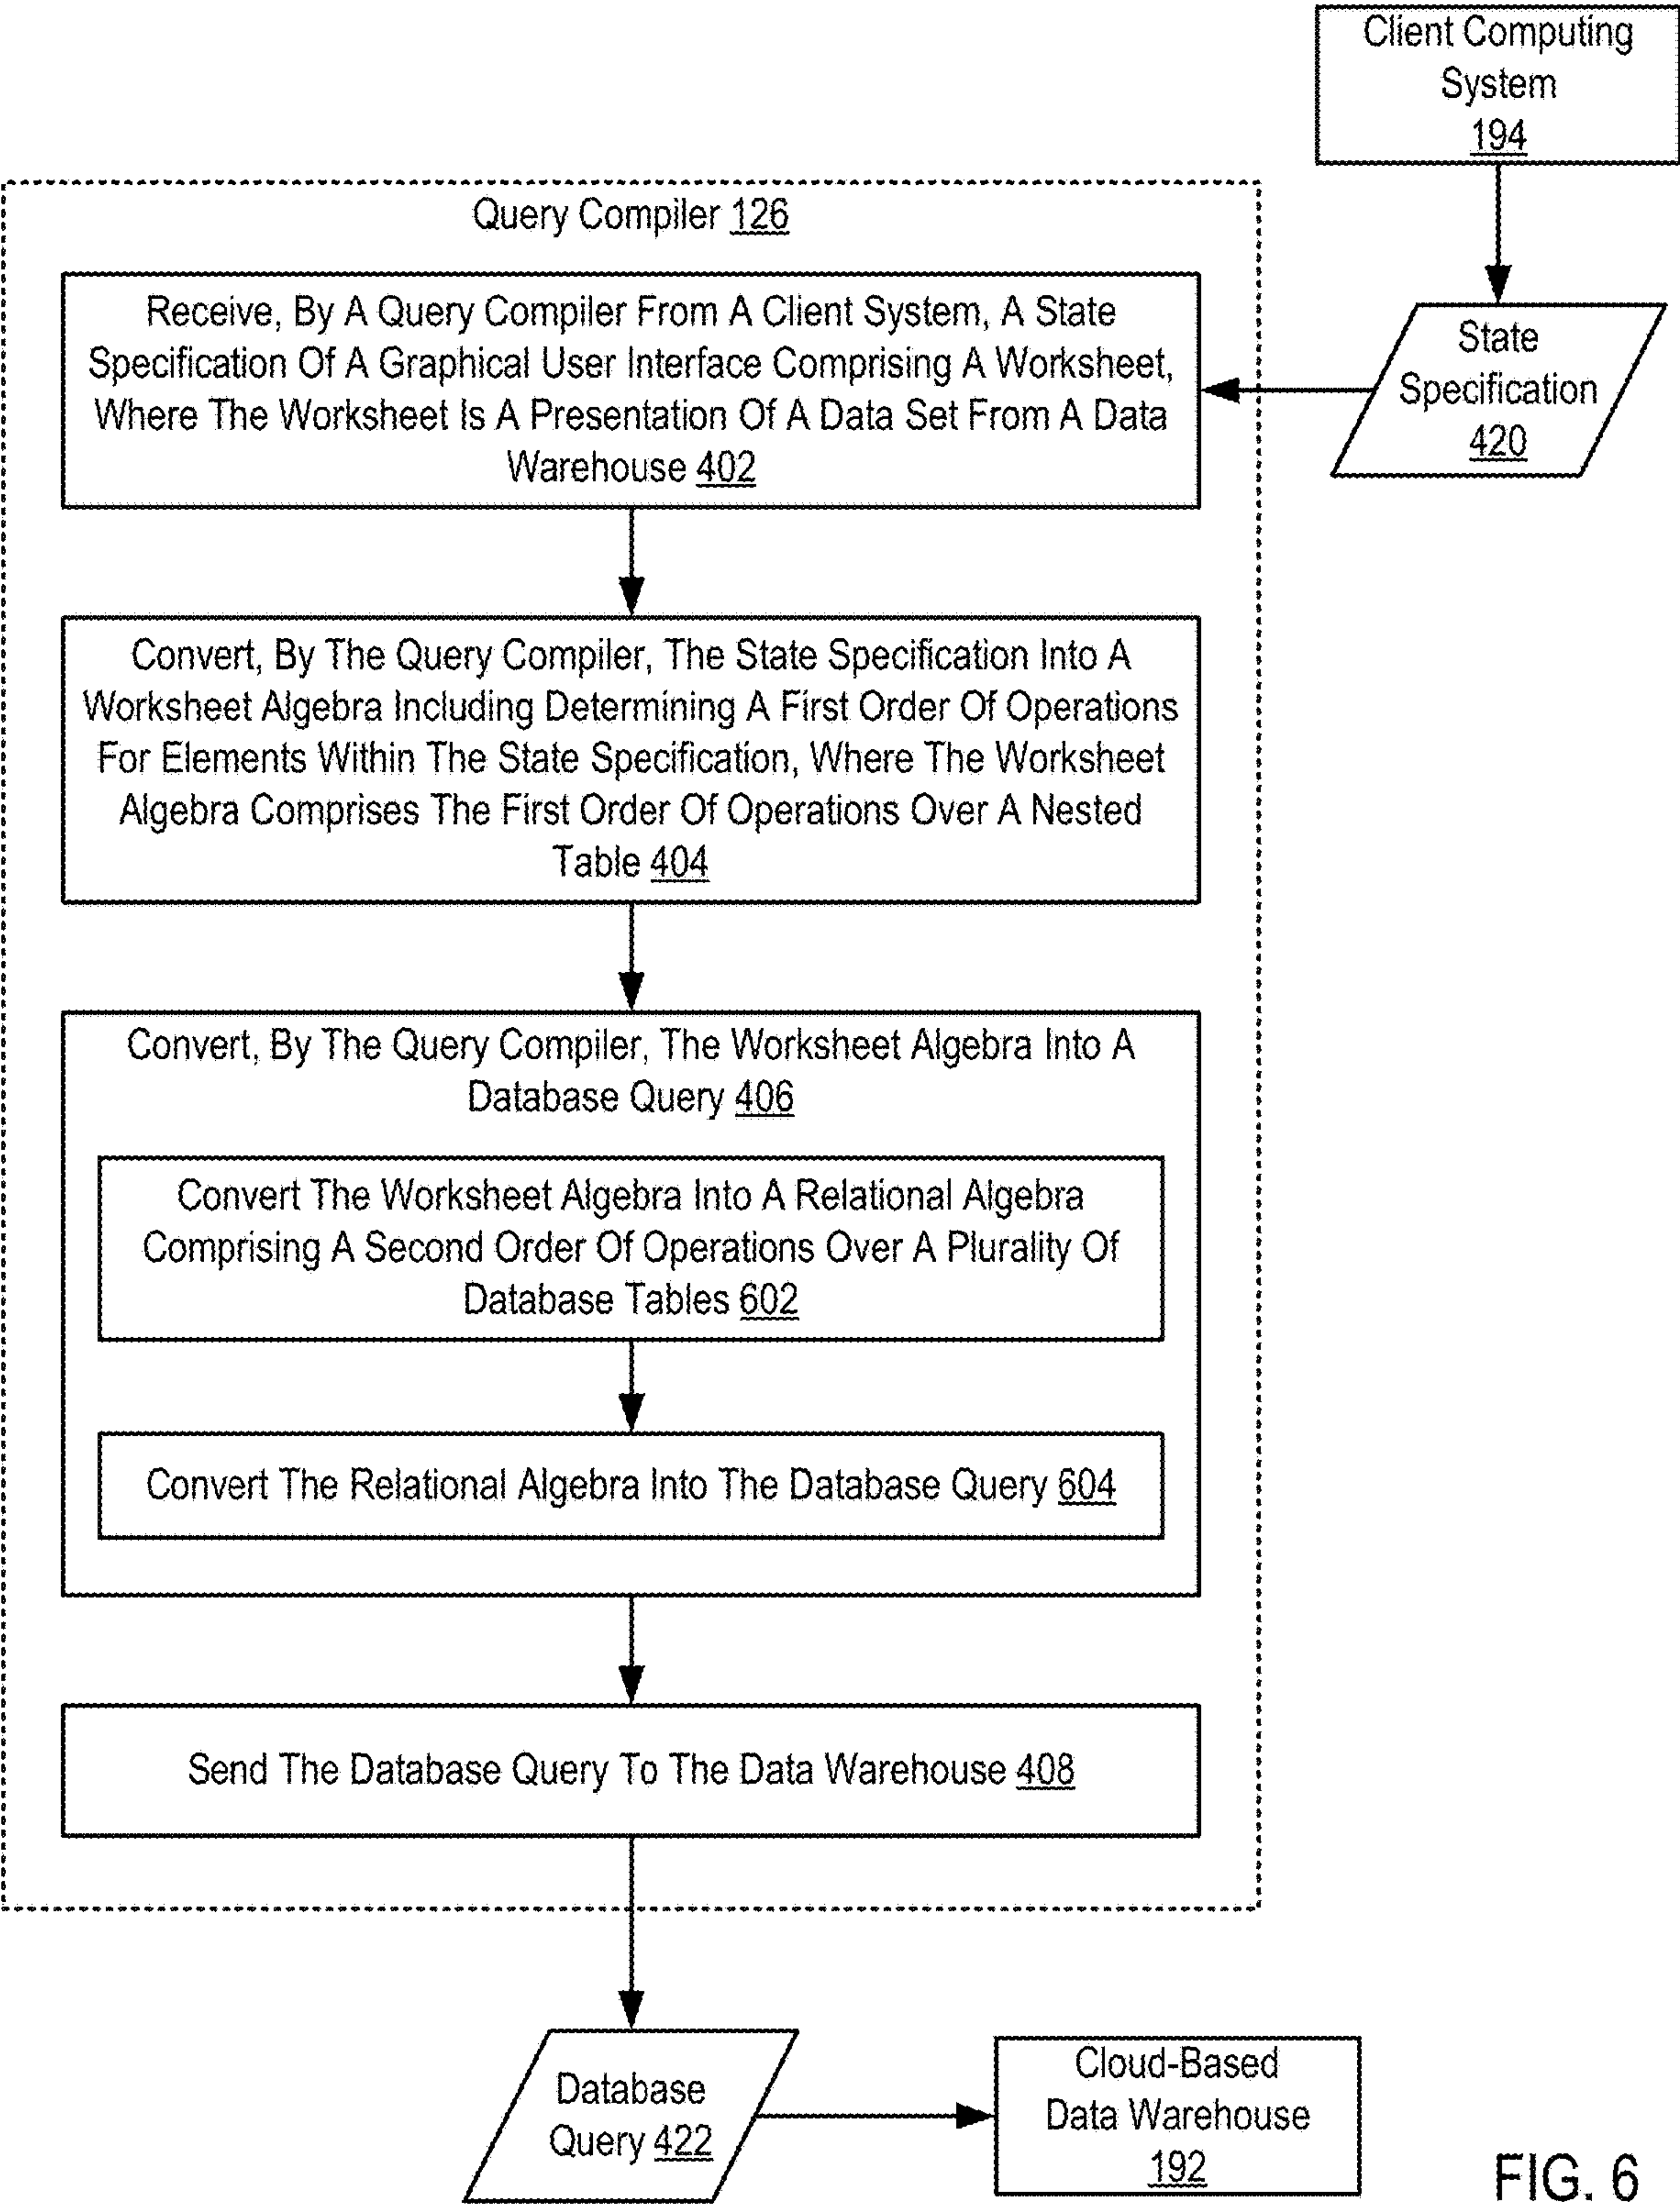 Client Computing
System
194
Query Compiler 126
Receive, By A Query Compiler From A Client System, A State
Specification Of A Graphical User Interface Comprising A Worksheet,
Where The Worksheet Is A Presentation Of A Data Set From A Data
Warehouse 402
State
Specification
420
Convert, By The Query Compiler, The State Specification Into A
Worksheet Algebra Including Determining A First Order Of Operations
For Elements Within The State Specification, Where The Worksheet
Algebra Comprises The First Order Of Operations Over A Nested
Table 404
Convert, By The Query Compiler, The Worksheet Algebra Into A
Database Query 406
Convert The Worksheet Algebra Into A Relational Algebra
Comprising A Second Order Of Operations Over A Plurality Of
Database Tables 602
Convert The Relational Algebra Into The Database Query 604
Send The Database Query To The Data Warehouse 408
Database
Query 422
Cloud-Based
Data Warehouse
192
FIG. 6